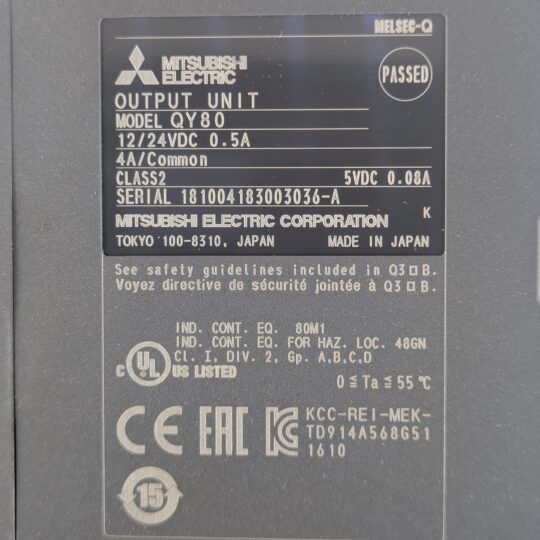 MELSEC-Q
MITSUBISHI
ELECTRIC
PASSED
OUTPUT UNIT
MODEL QY80
12/24VDC 0.5A
4A/Common
CLASS2 5VDC 0.08A
SERIAL 181004183003036-A
K
MITSUBISHI ELECTRIC CORPORATION
TOKYO 100-8310, JAPAN MADE IN JAPAN
See safety guidelines included in Q3□B.
Voyez directive de sécurité jointée à Q3□B.
IND. CONT. EQ. 80M1
IND. CONT. EQ. FOR HAZ. LOC. 48GN
Cl. I, DIV. 2, Gp. A,B,C,D
c UL US LISTED
0≦Ta≦55℃
CE EAC KC KCC-REI-MEK-
TD914A568G51
1610
15